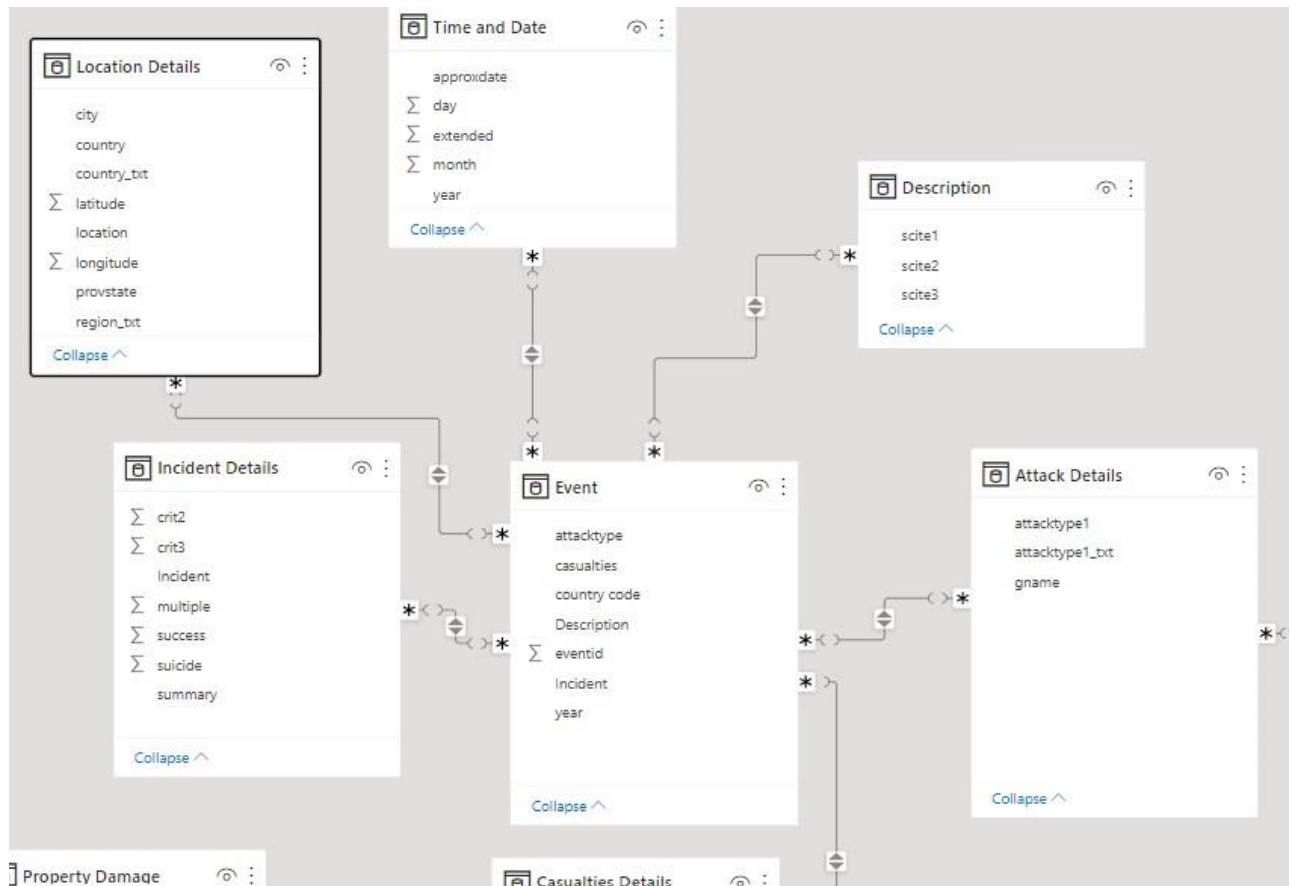 Time and Date
approxdate
Σ day
Σ extended
Σ month
year
Collapse
Location Details
city
country
country_txt
Σ latitude
location
Σ longitude
provstate
region_txt
Collapse
Description
scite1
scite2
scite3
Collapse
Incident Details
Σ crit2
Σ crit3
Incident
Σ multiple
Σ success
Σ suicide
summary
Collapse
Event
attacktype
casualties
country code
Description
Σ eventid
Incident
year
Collapse
Attack Details
attacktype1
attacktype1_txt
gname
Collapse
Property Damage
Casualties Details